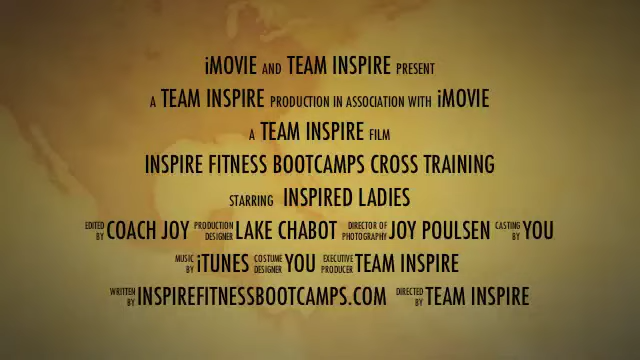 iMOVIE AND TEAM INSPIRE PRESENT
A TEAM INSPIRE PRODUCTION IN ASSOCIATION WITH iMOVIE
A TEAM INSPIRE FILM
INSPIRE FITNESS BOOTCAMPS CROSS TRAINING
STARRING INSPIRED LADIES
EDITED BY COACH JOY PRODUCTION DESIGNER LAKE CHABOT DIRECTOR OF PHOTOGRAPHY JOY POULSEN CASTING BY YOU
MUSIC BY iTUNES COSTUME DESIGNER YOU EXECUTIVE PRODUCER TEAM INSPIRE
WRITTEN BY INSPIREFITNESSBOOTCAMPS.COM DIRECTED BY TEAM INSPIRE